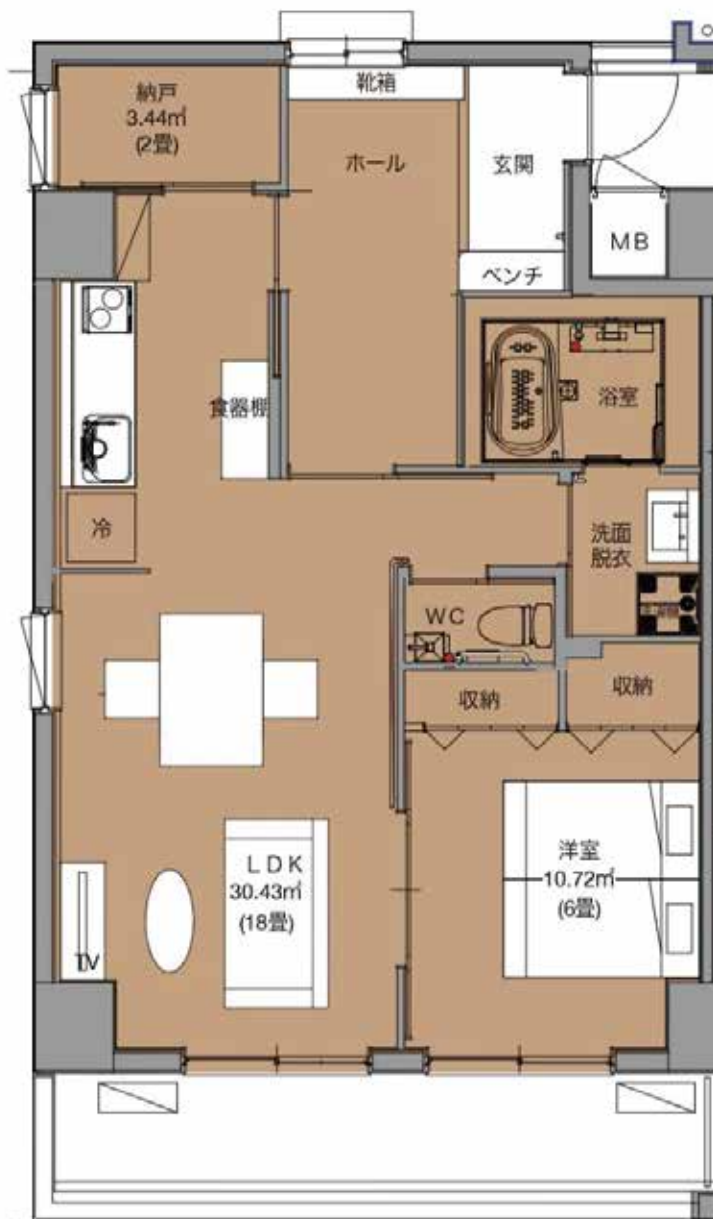 靴箱
納戸
3.44㎡
(2畳)
ホール
玄関
MB
ベンチ
浴室
食器棚
冷
洗面
脱衣
WC
収納
収納
LDK
30.43㎡
(18畳)
洋室
10.72㎡
(6畳)
TV